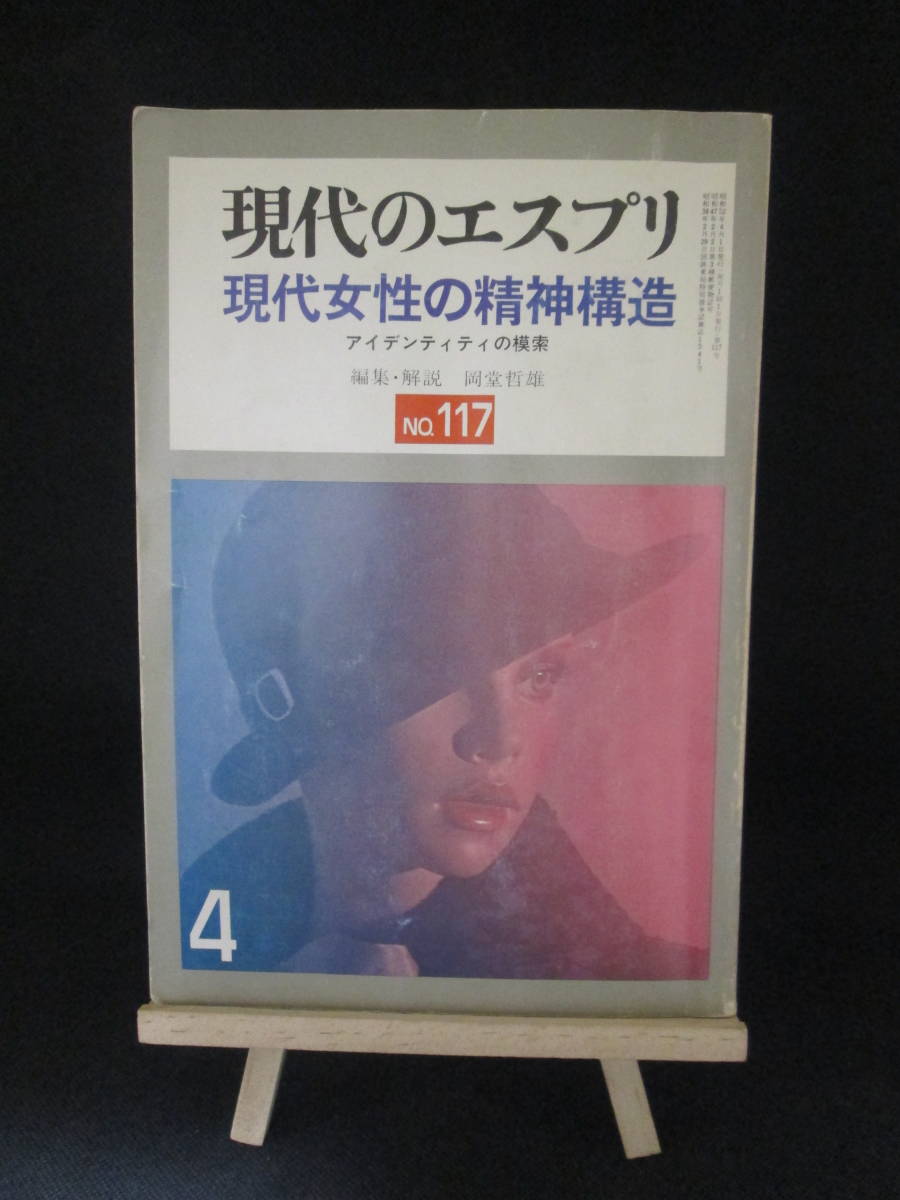 現代のエスプリ
現代女性の精神構造
アイデンティティの模索
編集・解説 岡堂哲雄
NO. 117
4